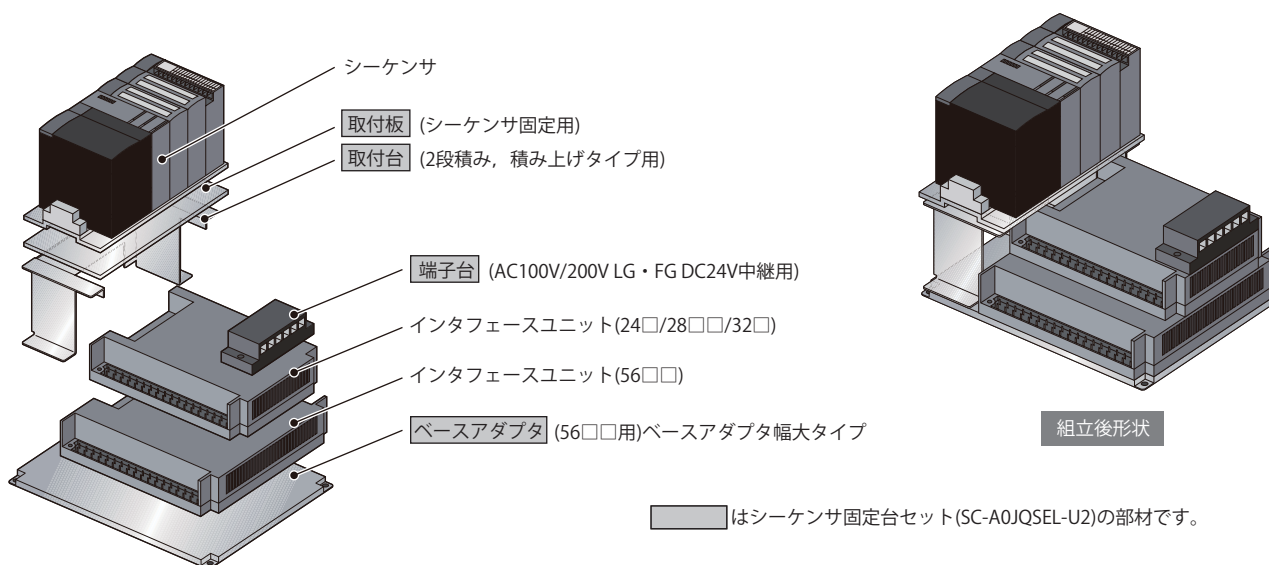 シーケンサ
取付板 (シーケンサ固定用)
取付台 (2段積み，積み上げタイプ用)
端子台 (AC100V/200V LG・FG DC24V中継用)
インタフェースユニット(24□/28□□/32□)
インタフェースユニット(56□□)
ベースアダプタ (56□□用)ベースアダプタ幅大タイプ
組立後形状
はシーケンサ固定台セット(SC-A0JQSEL-U2)の部材です。